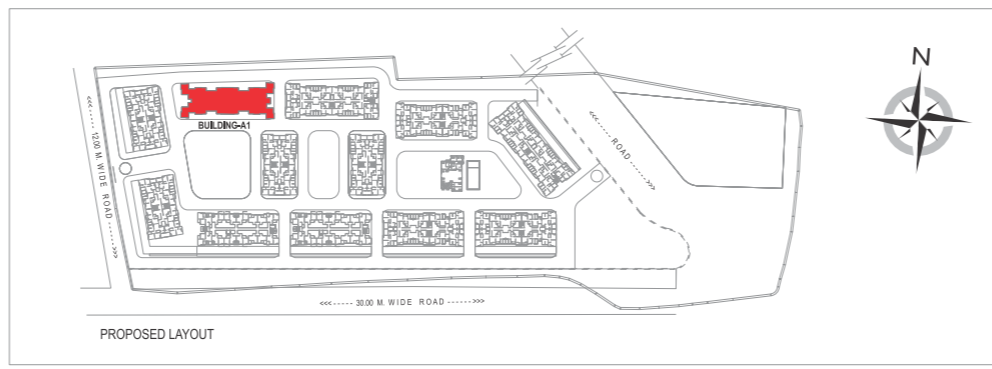 N
BUILDING-A1
<<<----- 12.00 M. WIDE ROAD ----->>>
<<<----- ROAD ----->>>
<<<----- 30.00 M. WIDE ROAD ------>>>
PROPOSED LAYOUT